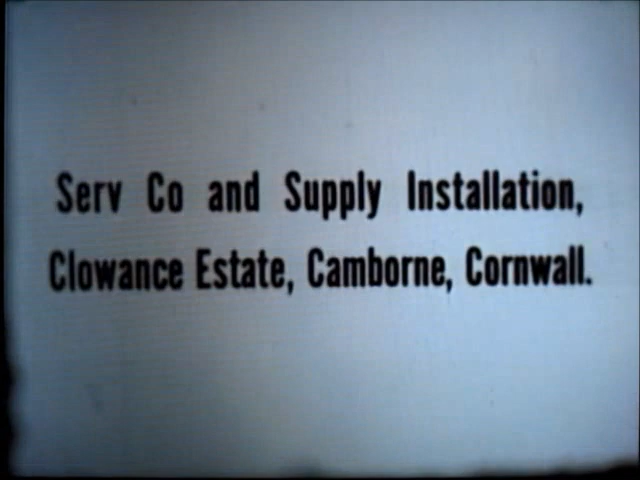 Serv Co and Supply Installation,
Clowance Estate, Camborne, Cornwall.